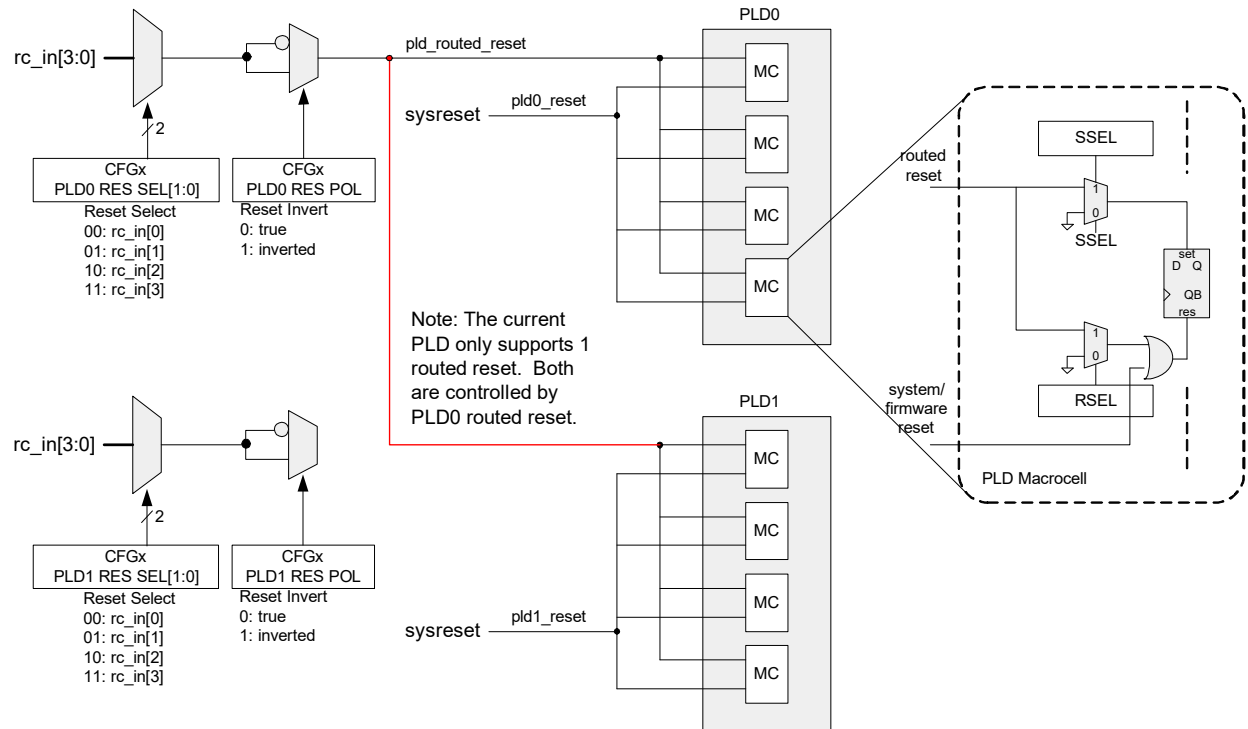 rc_in[3:0]
2
CFGx
PLD0 RES SEL[1:0]
Reset Select
00: rc_in[0]
01: rc_in[1]
10: rc_in[2]
11: rc_in[3]
CFGx
PLD0 RES POL
Reset Invert
0: true
1: inverted
pld_routed_reset
sysreset
pld0_reset
PLD0
MC
MC
MC
MC
Note: The current
PLD only supports 1
routed reset. Both
are controlled by
PLD0 routed reset.
rc_in[3:0]
2
CFGx
PLD1 RES SEL[1:0]
Reset Select
00: rc_in[0]
01: rc_in[1]
10: rc_in[2]
11: rc_in[3]
CFGx
PLD1 RES POL
Reset Invert
0: true
1: inverted
sysreset
pld1_reset
PLD1
MC
MC
MC
MC
routed
reset
system/
firmware
reset
SSEL
1
0
SSEL
set
D Q
QB
res
1
0
RSEL
PLD Macrocell